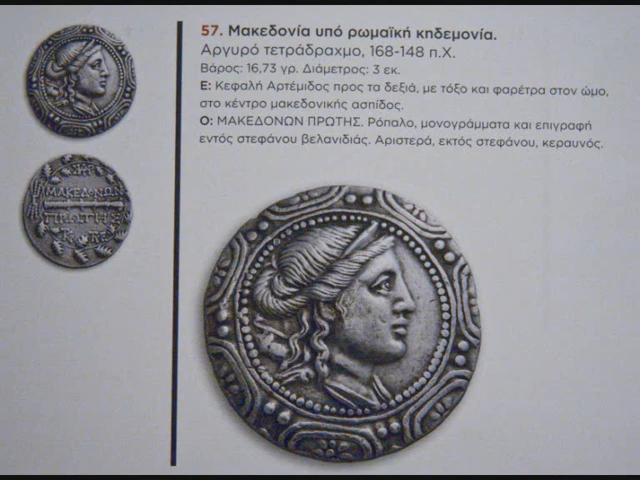 57. Μακεδονία υπό ρωμαϊκή κηδεμονία.
Αργυρό τετράδραχμο, 168-148 π.Χ.
Βάρος: 16,73 γρ. Διάμετρος: 3 εκ.
Ε: Κεφαλή Αρτέμιδος προς τα δεξιά, με τόξο και φαρέτρα στον ώμο,
στο κέντρο μακεδονικής ασπίδος.
Ο: ΜΑΚΕΔΟΝΩΝ ΠΡΩΤΗΣ. Ρόπαλο, μονογράμματα και επιγραφή
εντός στεφάνου βελανιδιάς. Αριστερά, εκτός στεφάνου, κεραυνός.
ΜΑΚΕΔΟΝΩΝ
ΠΡΩΤΗΣ